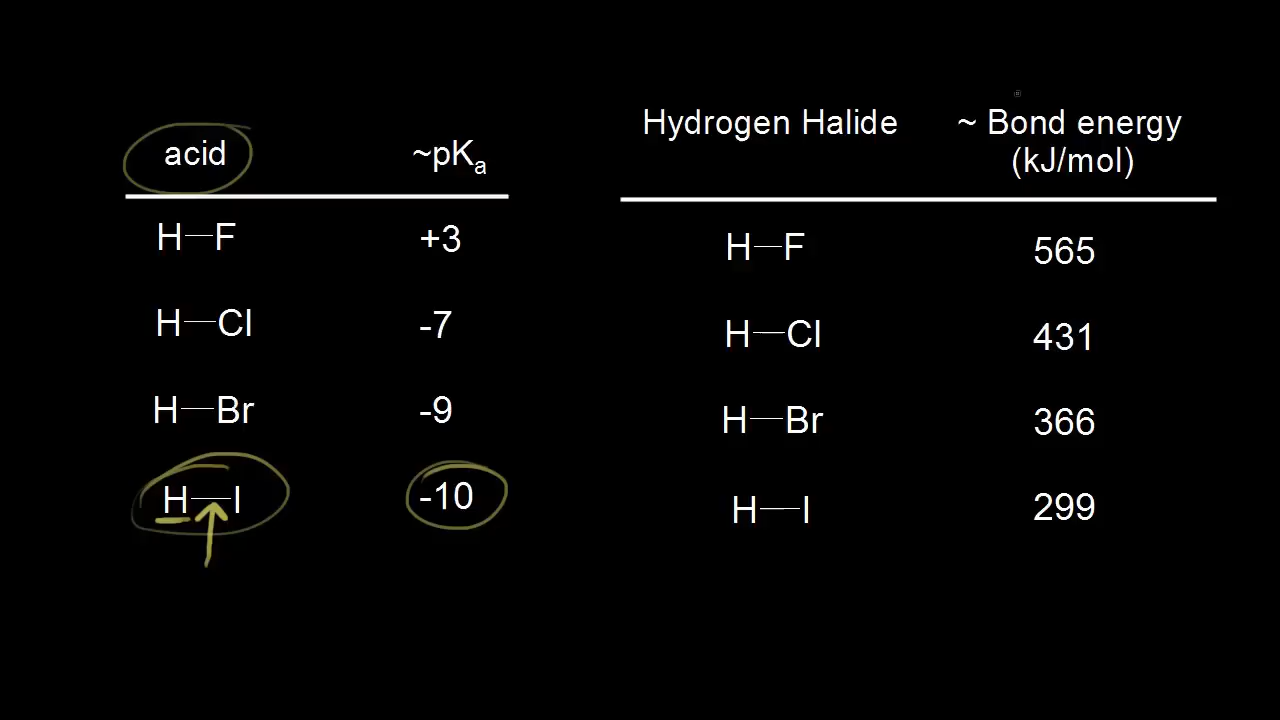 acid ~pKa
H—F +3
H—Cl -7
H—Br -9
H—I -10
Hydrogen Halide ~ Bond energy
(kJ/mol)
H—F 565
H—Cl 431
H—Br 366
H—I 299